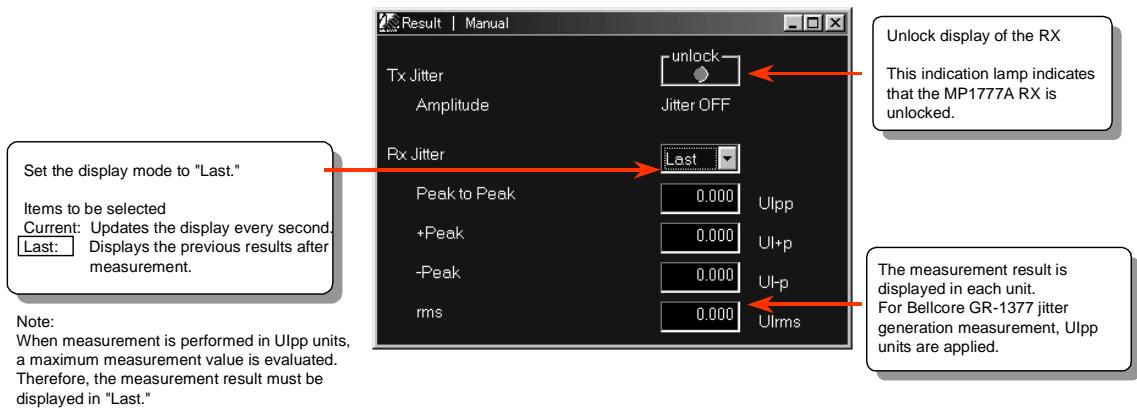 Result | Manual
unlock
Tx Jitter
Amplitude
Jitter OFF
Rx Jitter
Last
Peak to Peak
0.000
UIpp
+Peak
0.000
UI+p
-Peak
0.000
UI-p
rms
0.000
UIrms
Unlock display of the RX
This indication lamp indicates
that the MP1777A RX is
unlocked.
Set the display mode to "Last."
Items to be selected
Current: Updates the display every second.
Last: Displays the previous results after
measurement.
The measurement result is
displayed in each unit.
For Bellcore GR-1377 jitter
generation measurement, UIpp
units are applied.
Note:
When measurement is performed in UIpp units,
a maximum measurement value is evaluated.
Therefore, the measurement result must be
displayed in "Last."